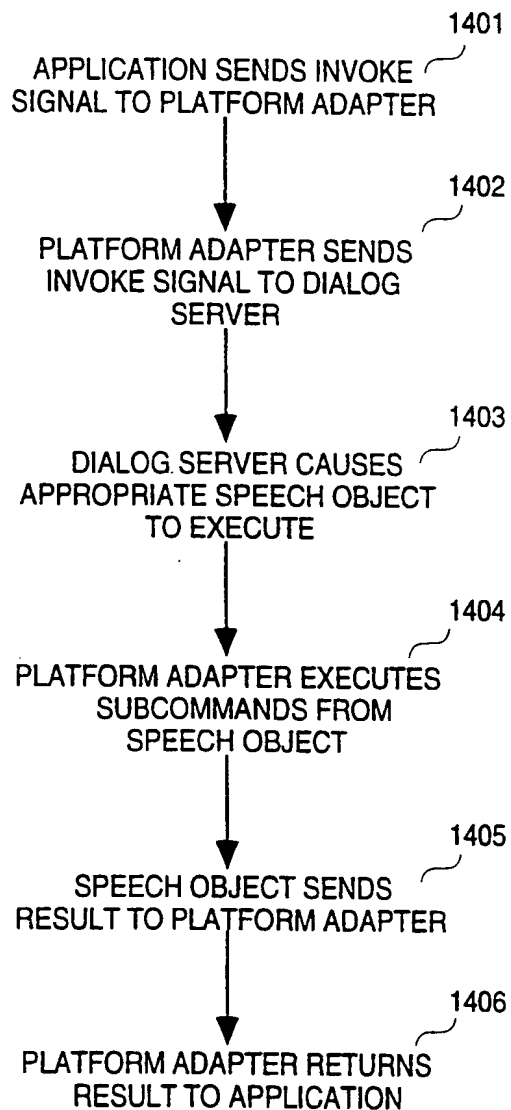 1401
APPLICATION SENDS INVOKE
SIGNAL TO PLATFORM ADAPTER
1402
PLATFORM ADAPTER SENDS
INVOKE SIGNAL TO DIALOG
SERVER
1403
DIALOG SERVER CAUSES
APPROPRIATE SPEECH OBJECT
TO EXECUTE
1404
PLATFORM ADAPTER EXECUTES
SUBCOMMANDS FROM
SPEECH OBJECT
1405
SPEECH OBJECT SENDS
RESULT TO PLATFORM ADAPTER
1406
PLATFORM ADAPTER RETURNS
RESULT TO APPLICATION